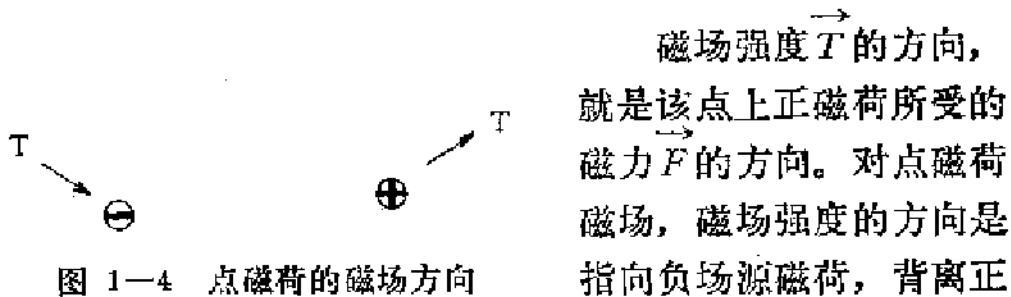 磁场强度T的方向，
就是该点上正磁荷所受的
磁力F的方向。对点磁荷
磁场，磁场强度的方向是
指向负场源磁荷，背离正
T
T
图 1—4 点磁荷的磁场方向